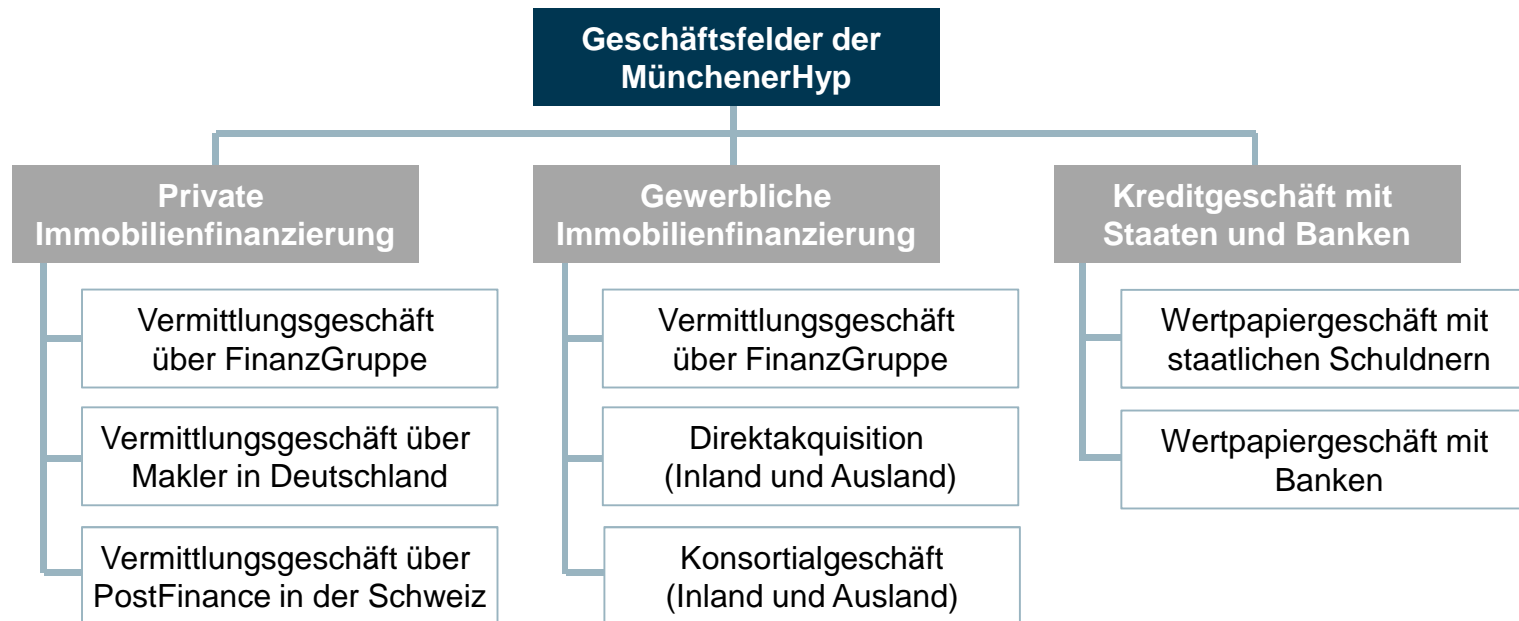 Geschäftsfelder der
MünchenerHyp
Private
Immobilienfinanzierung
Vermittlungsgeschäft
über FinanzGruppe
Vermittlungsgeschäft über
Makler in Deutschland
Vermittlungsgeschäft über
PostFinance in der Schweiz
Gewerbliche
Immobilienfinanzierung
Vermittlungsgeschäft
über FinanzGruppe
Direktakquisition
(Inland und Ausland)
Konsortialgeschäft
(Inland und Ausland)
Kreditgeschäft mit
Staaten und Banken
Wertpapiergeschäft mit
staatlichen Schuldnern
Wertpapiergeschäft mit
Banken